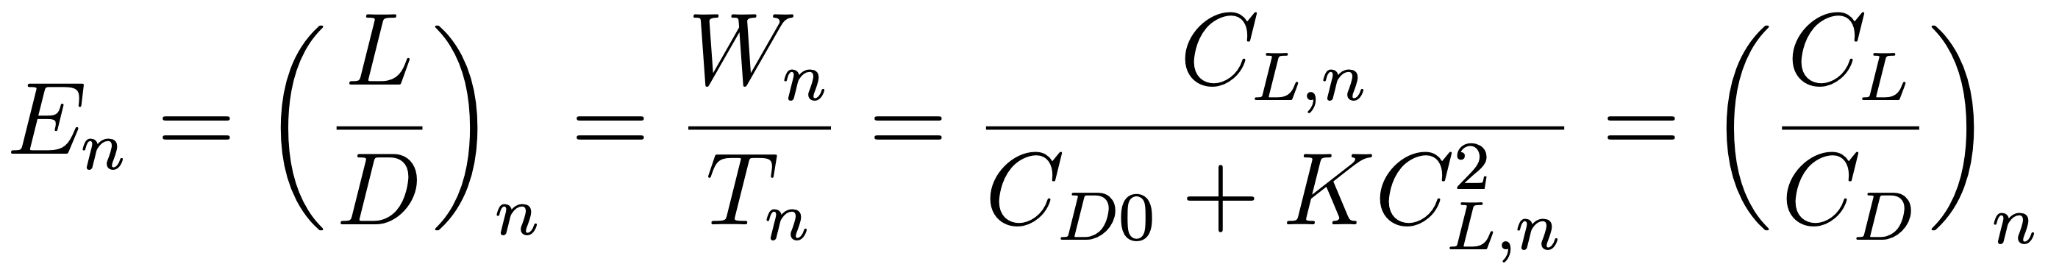 E_n = \left( \frac{L}{D} \right)_n = \frac{W_n}{T_n} = \frac{C_{L,n}}{C_{D0} + K C_{L,n}^2} = \left( \frac{C_L}{C_D} \right)_n